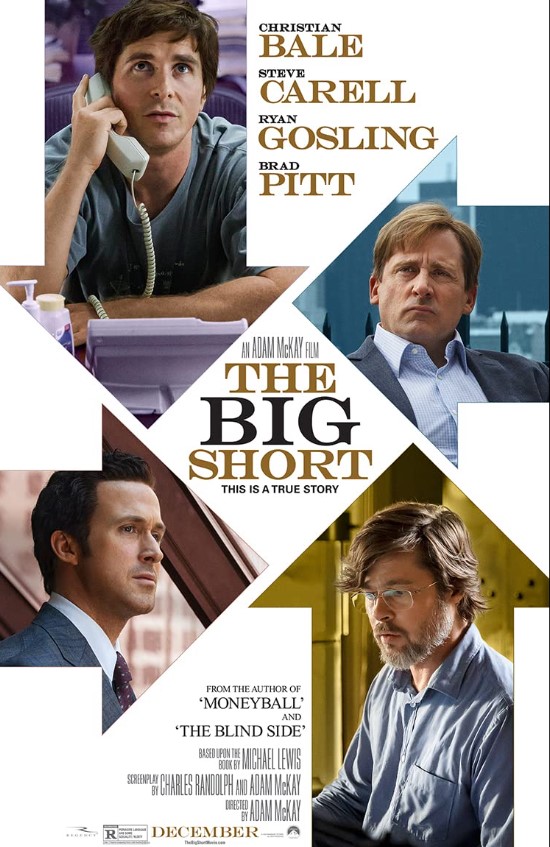 CHRISTIAN
BALE
STEVE
CARELL
RYAN
GOSLING
BRAD
PITT
AN ADAM McKAY FILM
THE
BIG
SHORT
THIS IS A TRUE STORY
FROM THE AUTHOR OF
‘MONEYBALL’
AND
‘THE BLIND SIDE’
BASED UPON THE BOOK BY MICHAEL LEWIS
SCREENPLAY BY CHARLES RANDOLPH AND ADAM McKAY
DIRECTED BY ADAM McKAY
REGENCY
R
RESTRICTED
DECEMBER
TheBigShortMovie.com